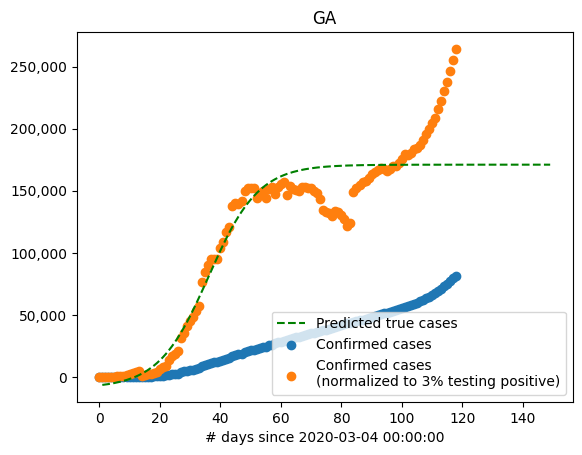 GA
250,000
200,000
150,000
100,000
50,000
0
Predicted true cases
Confirmed cases
Confirmed cases
(normalized to 3% testing positive)
0 20 40 60 80 100 120 140
# days since 2020-03-04 00:00:00